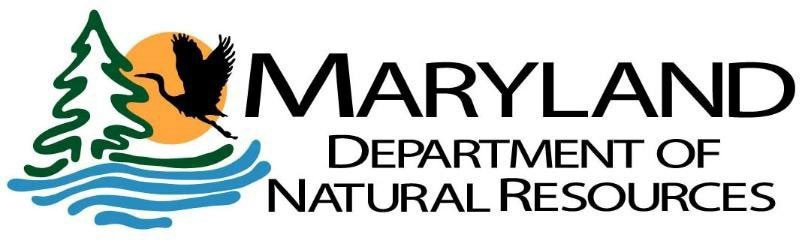 MARYLAND
DEPARTMENT OF
NATURAL RESOURCES